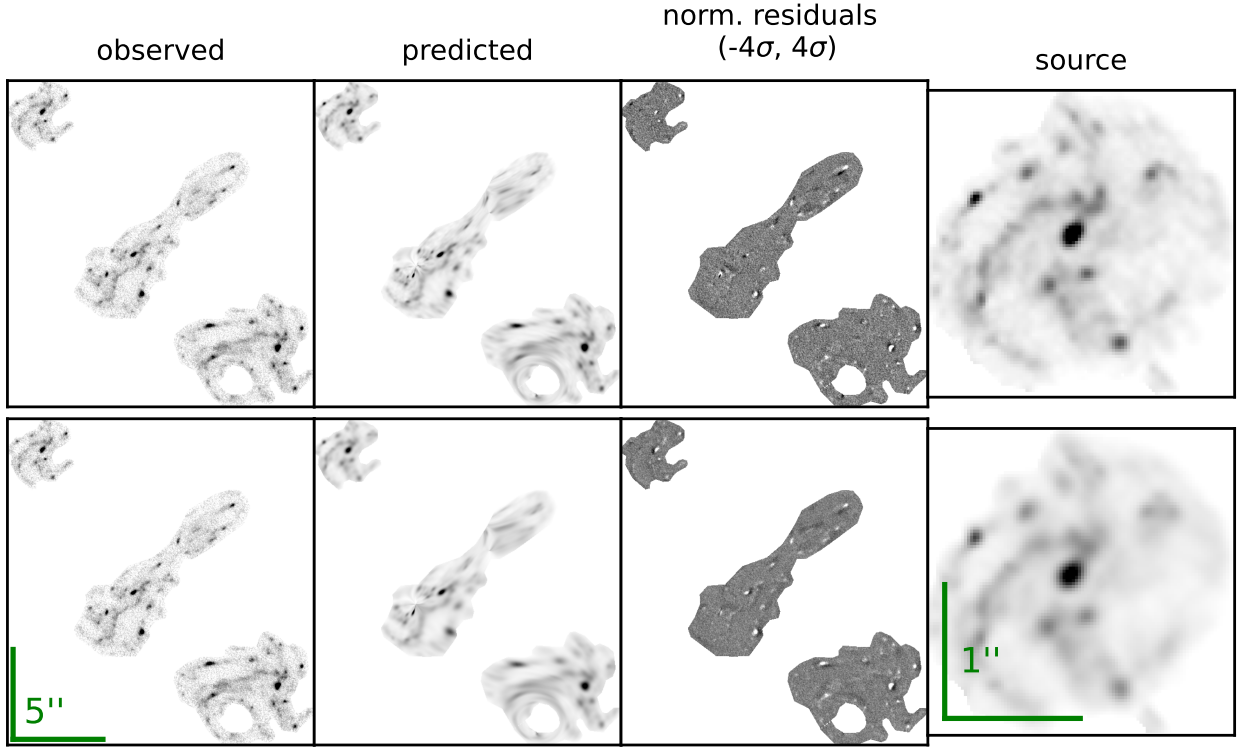 observed
predicted
norm. residuals
(-4σ, 4σ)
source
5''
1''